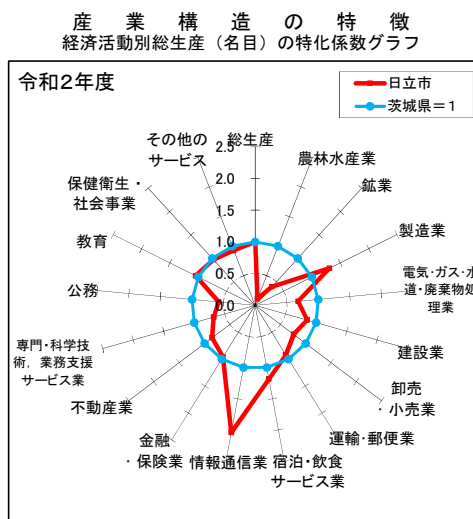 産業構造の特徴
経済活動別総生産（名目）の特化係数グラフ
令和２年度
日立市
茨城県＝１
総生産
農林水産業
鉱業
製造業
電気・ガス・水
道・廃棄物処
理業
建設業
卸売
・小売業
運輸・郵便業
宿泊・飲食
サービス業
情報通信業
金融
・保険業
不動産業
専門・科学技
術，業務支援
サービス業
公務
教育
保健衛生・
社会事業
その他の
サービス
2.5
2.0
1.5
1.0
0.5
0.0